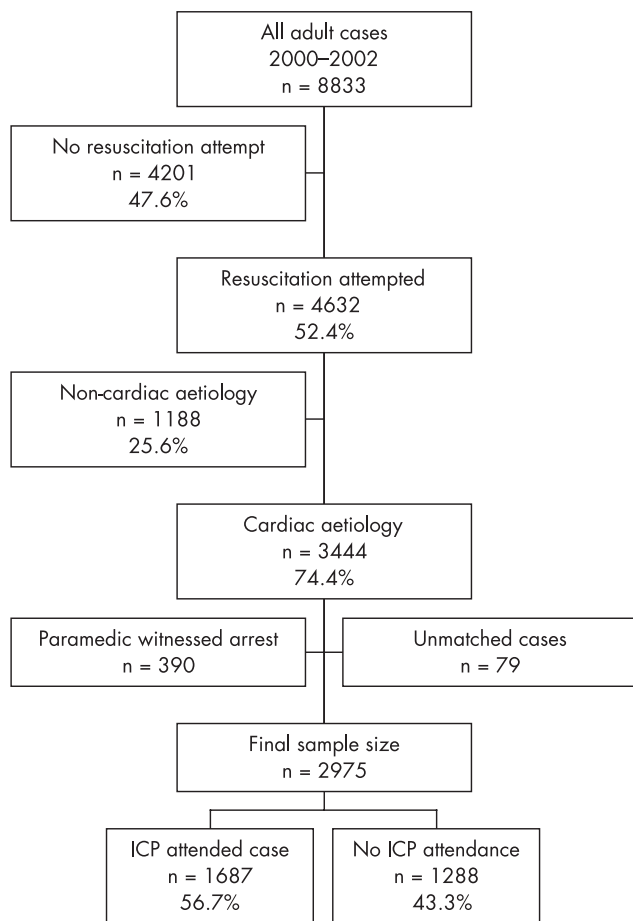 All adult cases
2000–2002
n = 8833
No resuscitation attempt
n = 4201
47.6%
Resuscitation attempted
n = 4632
52.4%
Non-cardiac aetiology
n = 1188
25.6%
Cardiac aetiology
n = 3444
74.4%
Paramedic witnessed arrest
n = 390
Unmatched cases
n = 79
Final sample size
n = 2975
ICP attended case
n = 1687
56.7%
No ICP attendance
n = 1288
43.3%